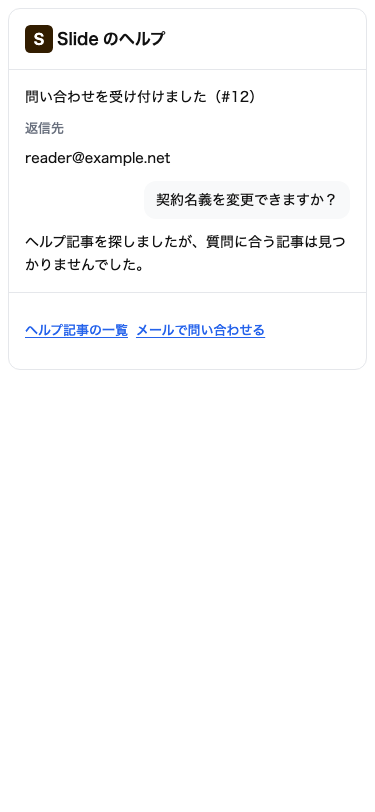 S Slide のヘルプ
問い合わせを受け付けました（#12）
返信先
reader@example.net
契約名義を変更できますか？
ヘルプ記事を探しましたが、質問に合う記事は見つ
かりませんでした。
ヘルプ記事の一覧 メールで問い合わせる